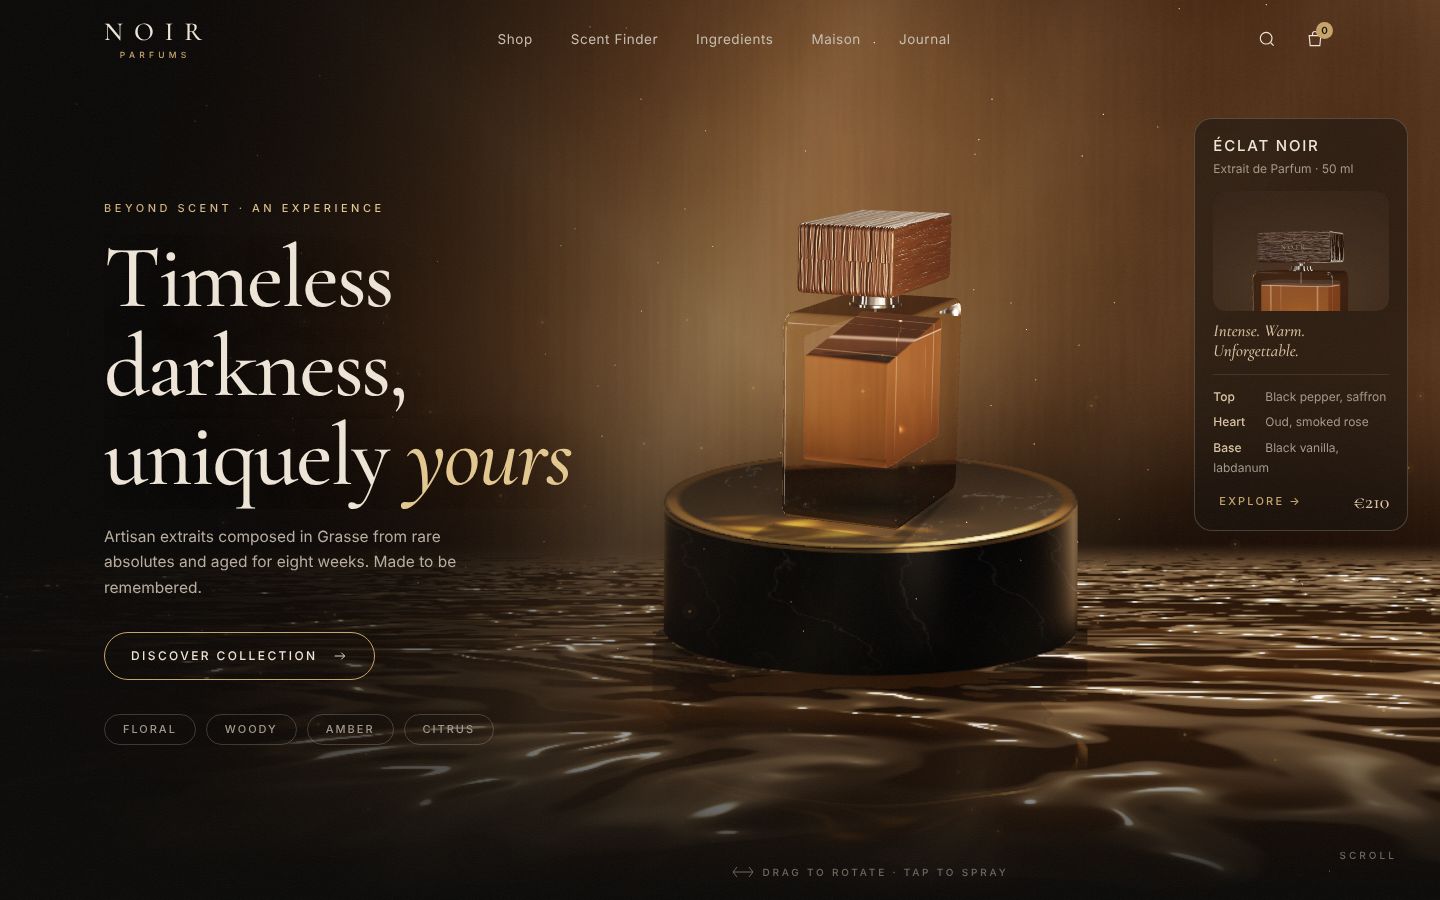 NOIR
PARFUMS
Shop
Scent Finder
Ingredients
Maison
Journal
0
BEYOND SCENT · AN EXPERIENCE
Timeless
darkness,
uniquely yours
Artisan extraits composed in Grasse from rare
absolutes and aged for eight weeks. Made to be
remembered.
DISCOVER COLLECTION →
FLORAL
WOODY
AMBER
CITRUS
ÉCLAT NOIR
Extrait de Parfum · 50 ml
NOIR
Intense. Warm.
Unforgettable.
Top Black pepper, saffron
Heart Oud, smoked rose
Base Black vanilla,
labdanum
EXPLORE →
€210
DRAG TO ROTATE · TAP TO SPRAY
SCROLL